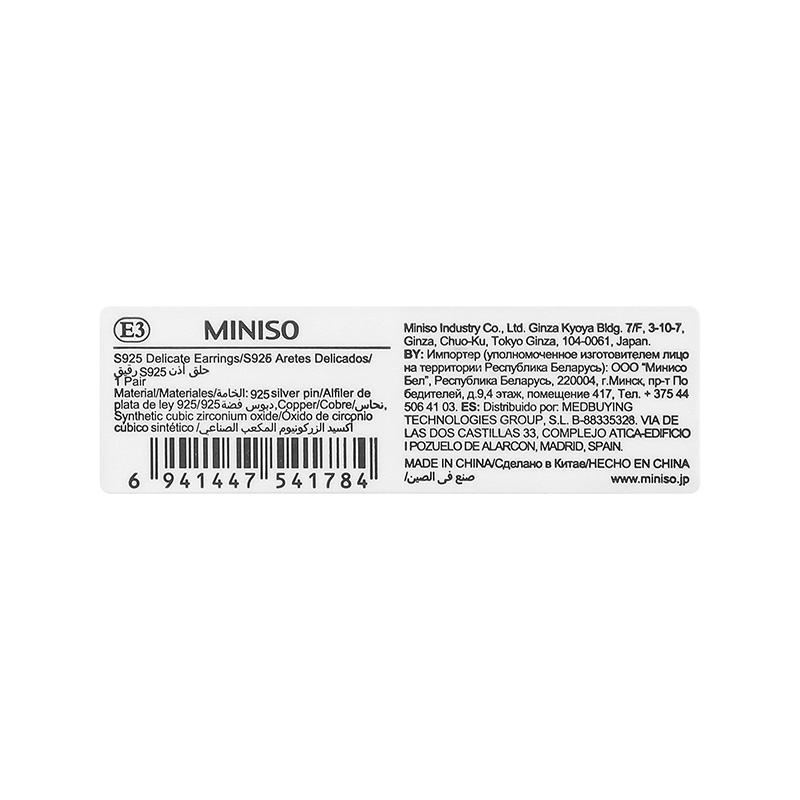 E3 MINISO
S925 Delicate Earrings/S925 Aretes Delicados/
حلق أذن S925 رقيق
1 Pair
Material/Materiales/الخامة: 925 silver pin/Alfiler de
plata de ley 925/925 دبوس فضة,Copper/Cobre/نحاس,
Synthetic cubic zirconium oxide/Óxido de circonio
cúbico sintético /أكسيد الزركونيوم المكعب الصناعي
6 941447 541784
Miniso Industry Co., Ltd. Ginza Kyoya Bldg. 7/F, 3-10-7,
Ginza, Chuo-Ku, Tokyo Ginza, 104-0061, Japan.
BY: Импортер (уполномоченное изготовителем лицо
на территории Республики Беларусь): ООО "Минисо
Бел", Республика Беларусь, 220004, г.Минск, пр-т По
бедителей, д.9,4 этаж, помещение 417, Тел. + 375 44
506 41 03. ES: Distribuido por: MEDBUYING
TECHNOLOGIES GROUP, S.L. B-88335328. VIA DE
LAS DOS CASTILLAS 33, COMPLEJO ATICA-EDIFICIO
I POZUELO DE ALARCON, MADRID, SPAIN.
MADE IN CHINA/Сделано в Китае/HECHO EN CHINA
/صنع في الصين www.miniso.jp